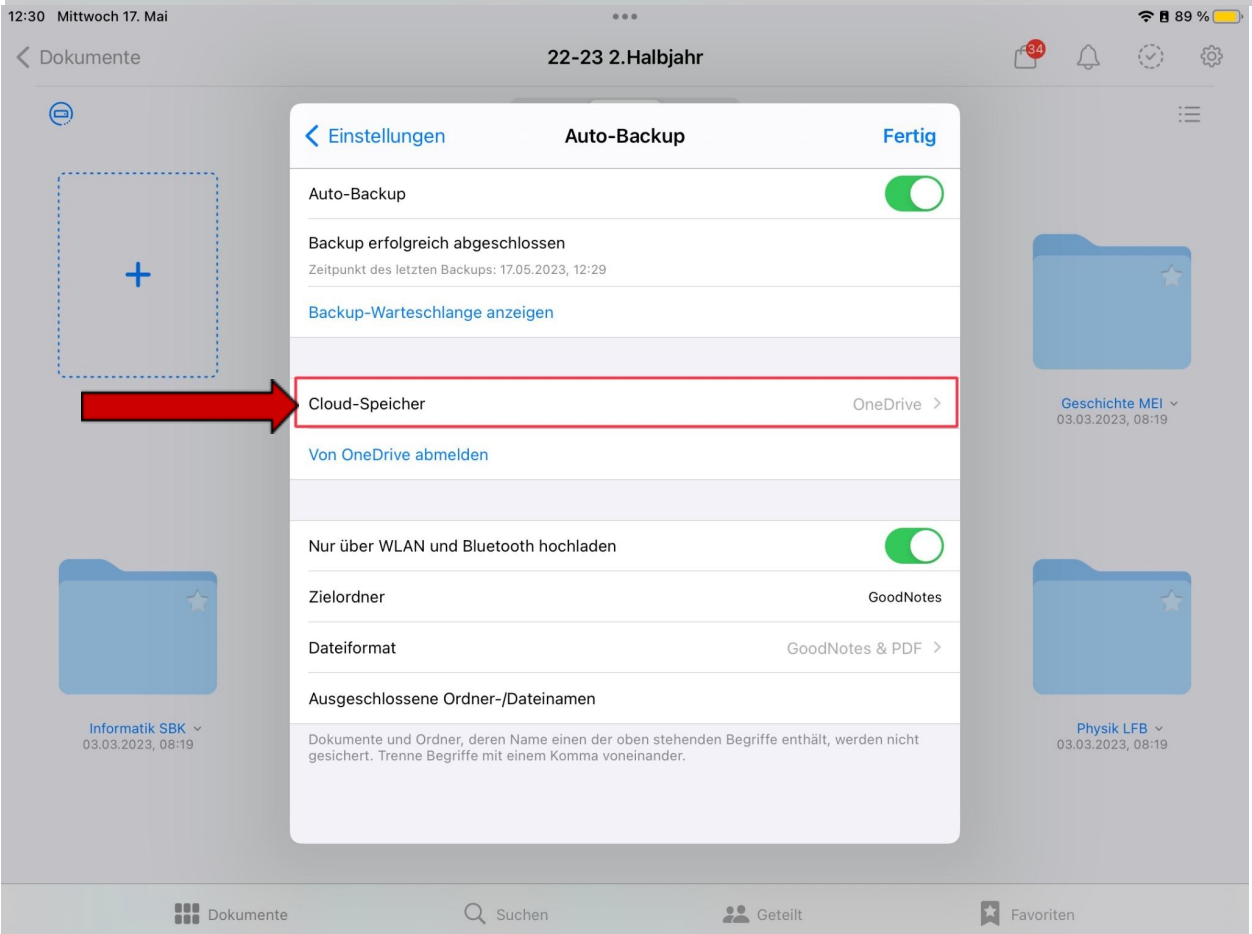 12:30 Mittwoch 17. Mai
89 %
Dokumente
22-23 2.Halbjahr
34
Einstellungen
Auto-Backup
Fertig
Auto-Backup
Backup erfolgreich abgeschlossen
Zeitpunkt des letzten Backups: 17.05.2023, 12:29
Backup-Warteschlange anzeigen
Cloud-Speicher
OneDrive
Von OneDrive abmelden
Nur über WLAN und Bluetooth hochladen
Zielordner
GoodNotes
Dateiformat
GoodNotes & PDF
Ausgeschlossene Ordner-/Dateinamen
Dokumente und Ordner, deren Name einen der oben stehenden Begriffe enthält, werden nicht
gesichert. Trenne Begriffe mit einem Komma voneinander.
Geschichte MEI
03.03.2023, 08:19
Informatik SBK
03.03.2023, 08:19
Physik LFB
03.03.2023, 08:19
Dokumente
Suchen
Geteilt
Favoriten